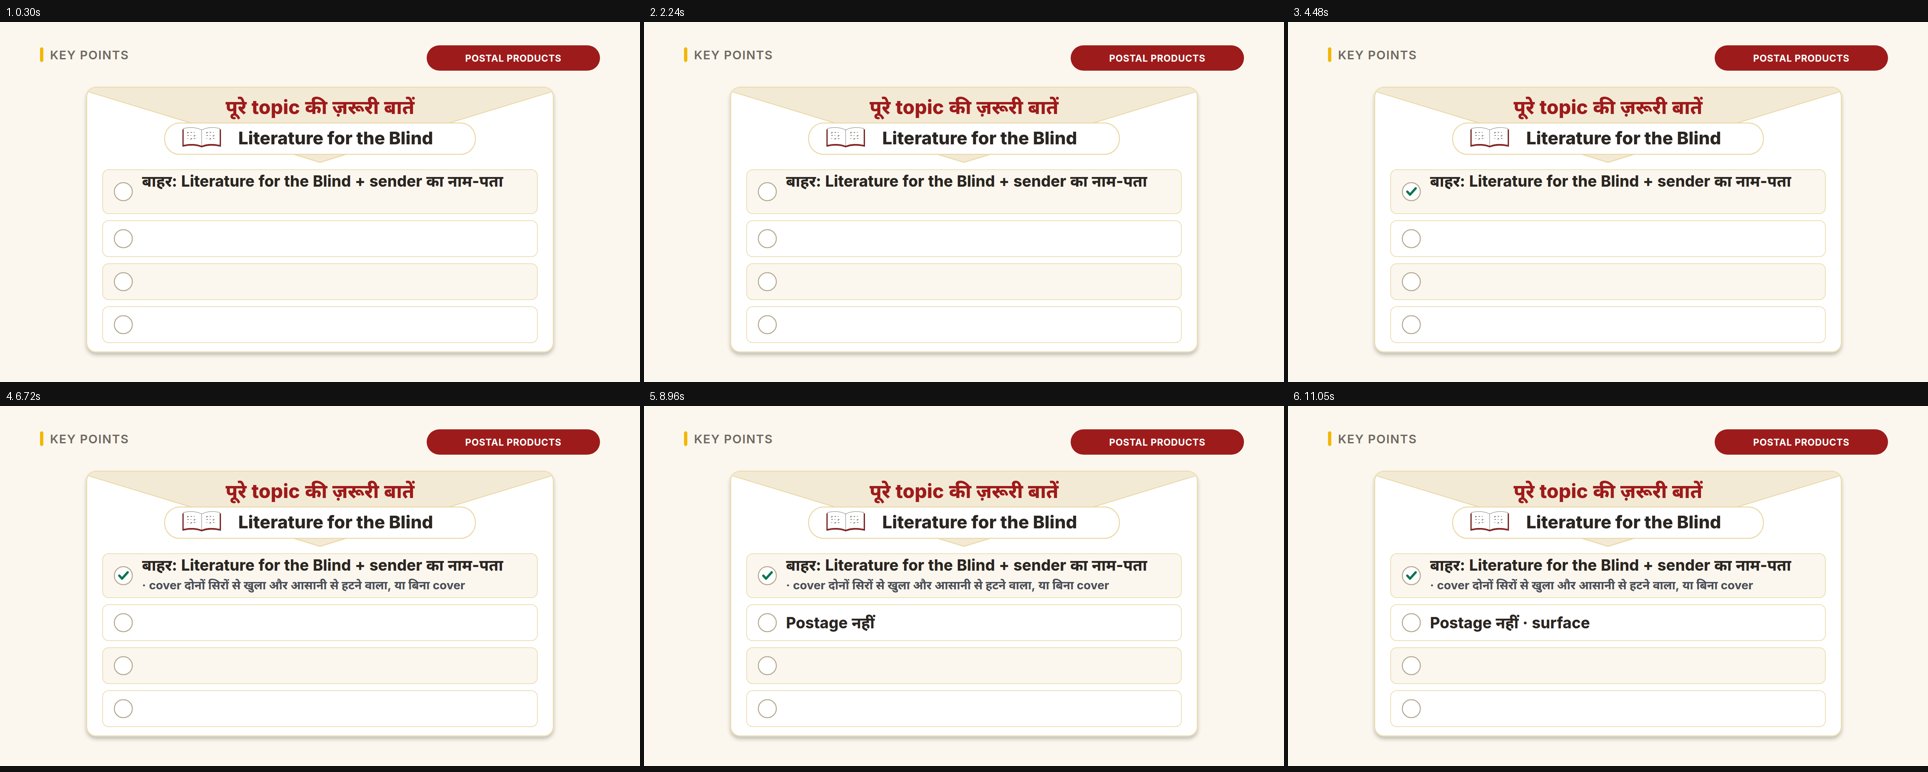 1. 0.30s
KEY POINTS
POSTAL PRODUCTS
पूरे topic की ज़रूरी बातें
Literature for the Blind
बाहर: Literature for the Blind + sender का नाम-पता
2. 2.24s
KEY POINTS
POSTAL PRODUCTS
पूरे topic की ज़रूरी बातें
Literature for the Blind
बाहर: Literature for the Blind + sender का नाम-पता
3. 4.48s
KEY POINTS
POSTAL PRODUCTS
पूरे topic की ज़रूरी बातें
Literature for the Blind
बाहर: Literature for the Blind + sender का नाम-पता
4. 6.72s
KEY POINTS
POSTAL PRODUCTS
पूरे topic की ज़रूरी बातें
Literature for the Blind
बाहर: Literature for the Blind + sender का नाम-पता
· cover दोनों सिरों से खुला और आसानी से हटने वाला, या बिना cover
5. 8.96s
KEY POINTS
POSTAL PRODUCTS
पूरे topic की ज़रूरी बातें
Literature for the Blind
बाहर: Literature for the Blind + sender का नाम-पता
· cover दोनों सिरों से खुला और आसानी से हटने वाला, या बिना cover
Postage नहीं
6. 11.05s
KEY POINTS
POSTAL PRODUCTS
पूरे topic की ज़रूरी बातें
Literature for the Blind
बाहर: Literature for the Blind + sender का नाम-पता
· cover दोनों सिरों से खुला और आसानी से हटने वाला, या बिना cover
Postage नहीं · surface